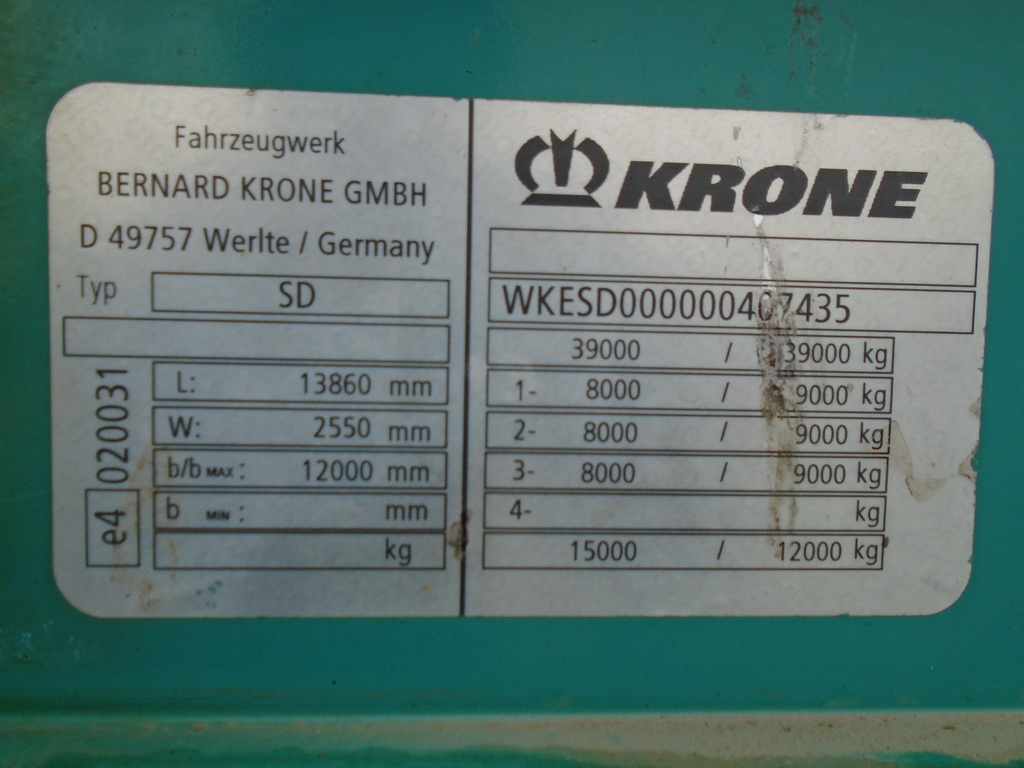 Fahrzeugwerk
BERNARD KRONE GMBH
D 49757 Werlte / Germany
Typ SD
L: 13860 mm
W: 2550 mm
b/b MAX : 12000 mm
b MIN : mm
kg
e4 020031
KRONE
WKESD000000407435
39000 / 39000 kg
1- 8000 / 9000 kg
2- 8000 / 9000 kg
3- 8000 / 9000 kg
4- kg
15000 / 12000 kg